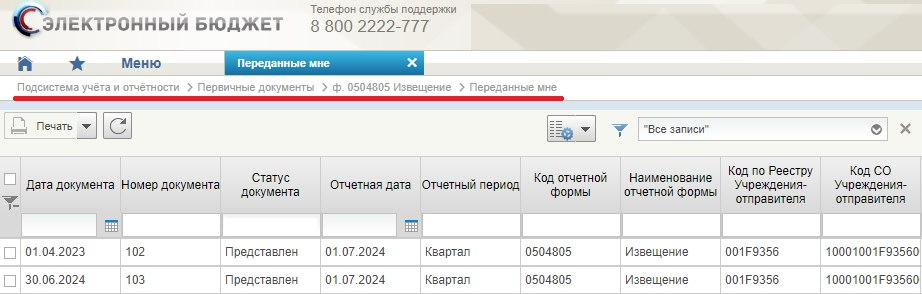 Телефон службы поддержки
ЭЛЕКТРОННЫЙ БЮДЖЕТ
8 800 2222-777
Меню
Переданные мне
Подсистема учёта и отчётности > Первичные документы > ф. 0504805 Извещение > Переданные мне
Печать
"Все записи"
Дата документа Номер документа Статус документа Отчетная дата Отчетный период Код отчетной формы Наименование отчетной формы Код по Реестру Учреждения-отправителя Код СО Учреждения-отправителя
01.04.2023 102 Представлен 01.07.2024 Квартал 0504805 Извещение 001F9356 10001001F93560
30.06.2024 103 Представлен 01.07.2024 Квартал 0504805 Извещение 001F9356 10001001F93560